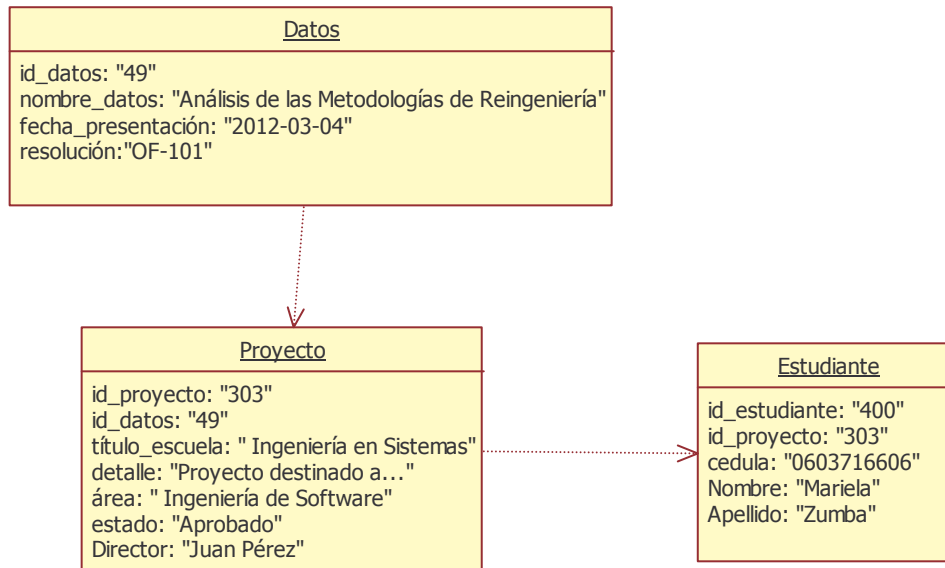 Datos
id_datos: "49"
nombre_datos: "Análisis de las Metodologías de Reingeniería"
fecha_presentación: "2012-03-04"
resolución:"OF-101"
Proyecto
id_proyecto: "303"
id_datos: "49"
título_escuela: " Ingeniería en Sistemas"
detalle: "Proyecto destinado a..."
área: " Ingeniería de Software"
estado: "Aprobado"
Director: "Juan Pérez"
Estudiante
id_estudiante: "400"
id_proyecto: "303"
cedula: "0603716606"
Nombre: "Mariela"
Apellido: "Zumba"